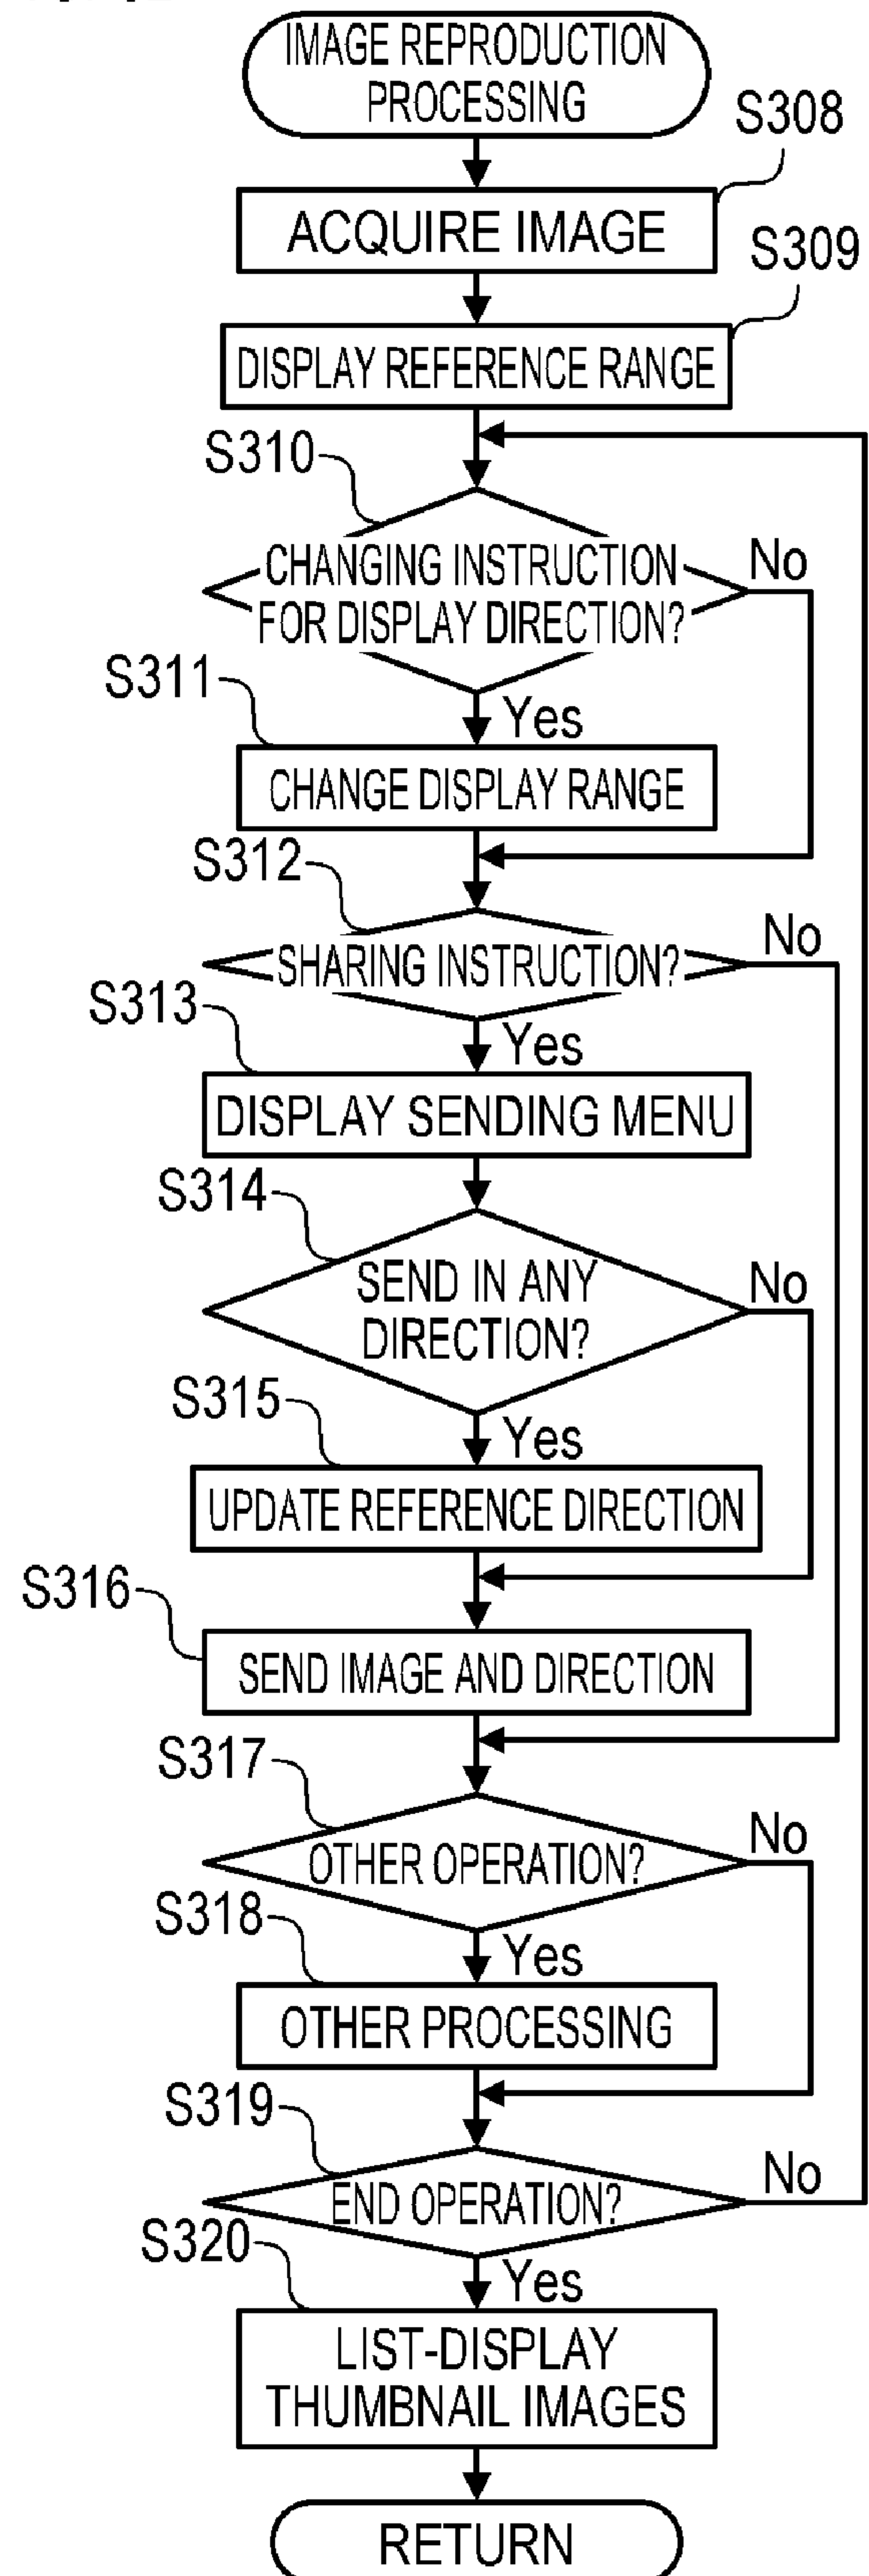 IMAGE REPRODUCTION
PROCESSING
S308
ACQUIRE IMAGE
S309
DISPLAY REFERENCE RANGE
S310
CHANGING INSTRUCTION
FOR DISPLAY DIRECTION?
No
S311
Yes
CHANGE DISPLAY RANGE
S312
SHARING INSTRUCTION?
No
S313
Yes
DISPLAY SENDING MENU
S314
SEND IN ANY
DIRECTION?
No
S315
Yes
UPDATE REFERENCE DIRECTION
S316
SEND IMAGE AND DIRECTION
S317
OTHER OPERATION?
No
S318
Yes
OTHER PROCESSING
S319
END OPERATION?
No
S320
Yes
LIST-DISPLAY
THUMBNAIL IMAGES
RETURN